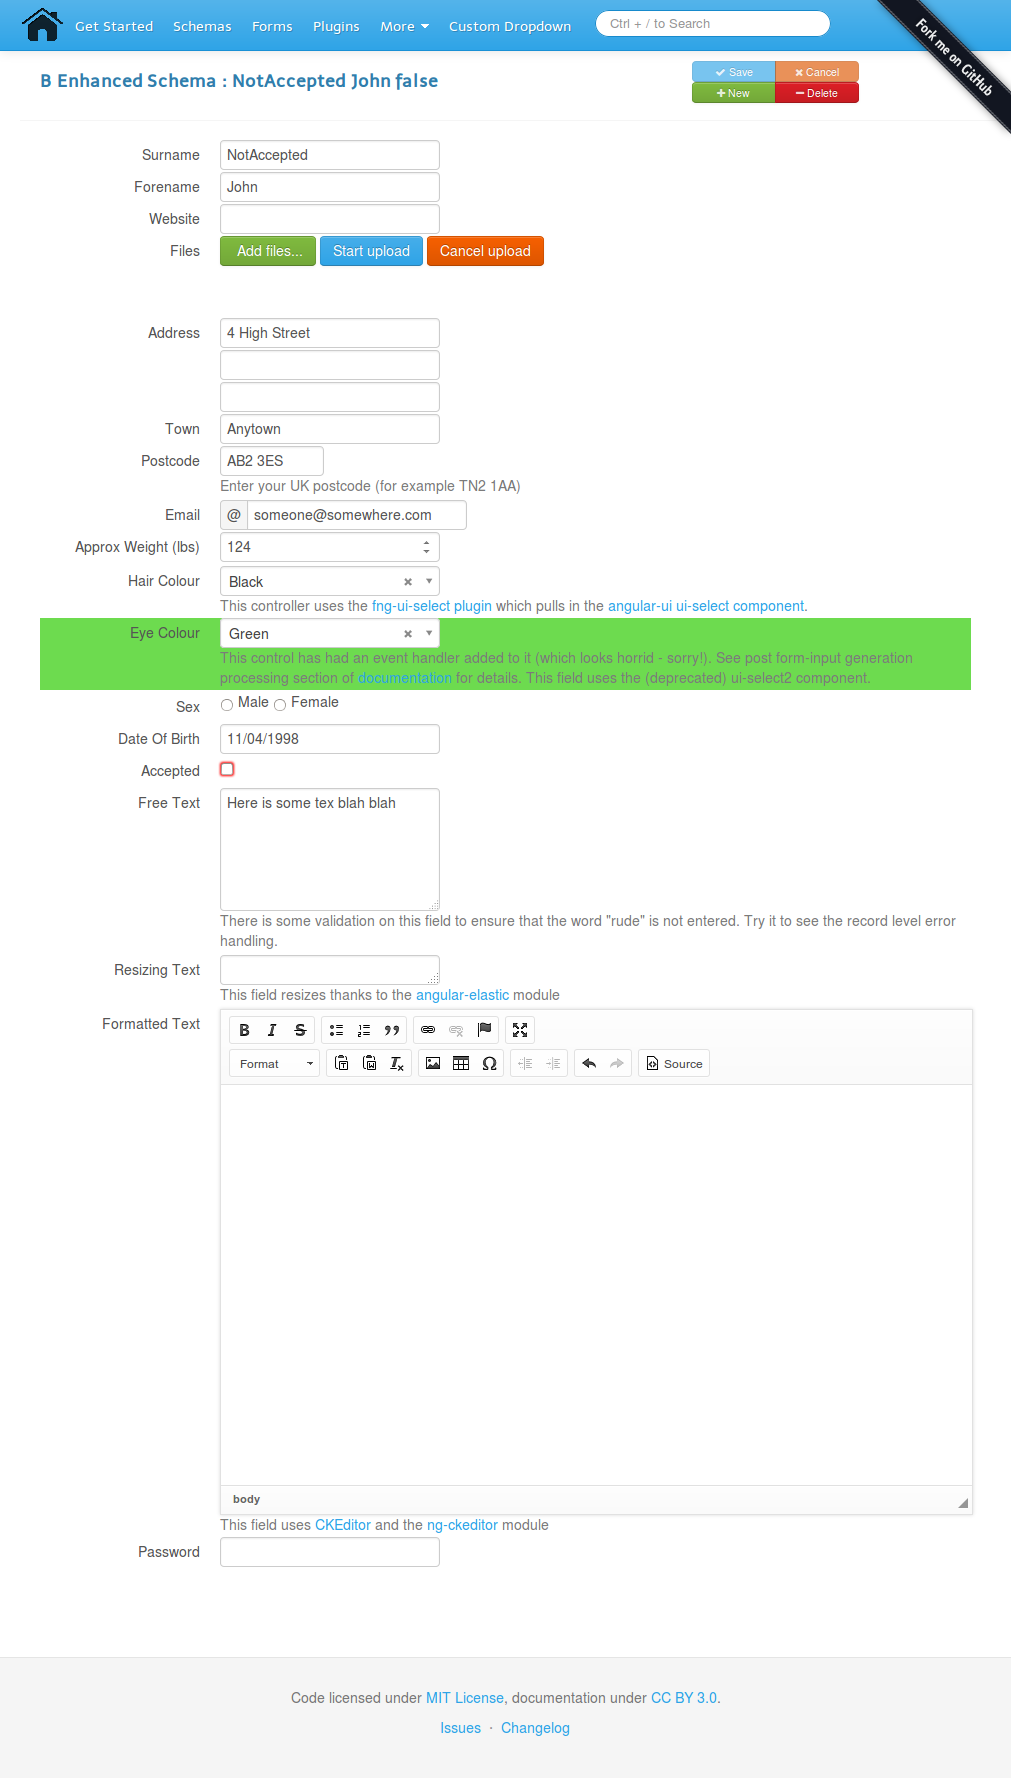 Get Started Schemas Forms Plugins More Custom Dropdown Ctrl + / to Search
Fork me on GitHub
B Enhanced Schema : NotAccepted John false
Save Cancel
New Delete
Surname NotAccepted
Forename John
Website
Files Add files... Start upload Cancel upload
Address 4 High Street
Town Anytown
Postcode AB2 3ES
Enter your UK postcode (for example TN2 1AA)
Email @ someone@somewhere.com
Approx Weight (lbs) 124
Hair Colour Black
This controller uses the fng-ui-select plugin which pulls in the angular-ui ui-select component.
Eye Colour Green
This control has had an event handler added to it (which looks horrid - sorry!). See post form-input generation
processing section of documentation for details. This field uses the (deprecated) ui-select2 component.
Sex Male Female
Date Of Birth 11/04/1998
Accepted
Free Text Here is some tex blah blah
There is some validation on this field to ensure that the word "rude" is not entered. Try it to see the record level error
handling.
Resizing Text
This field resizes thanks to the angular-elastic module
Formatted Text
Format Source
body
This field uses CKEditor and the ng-ckeditor module
Password
Code licensed under MIT License, documentation under CC BY 3.0.
Issues · Changelog